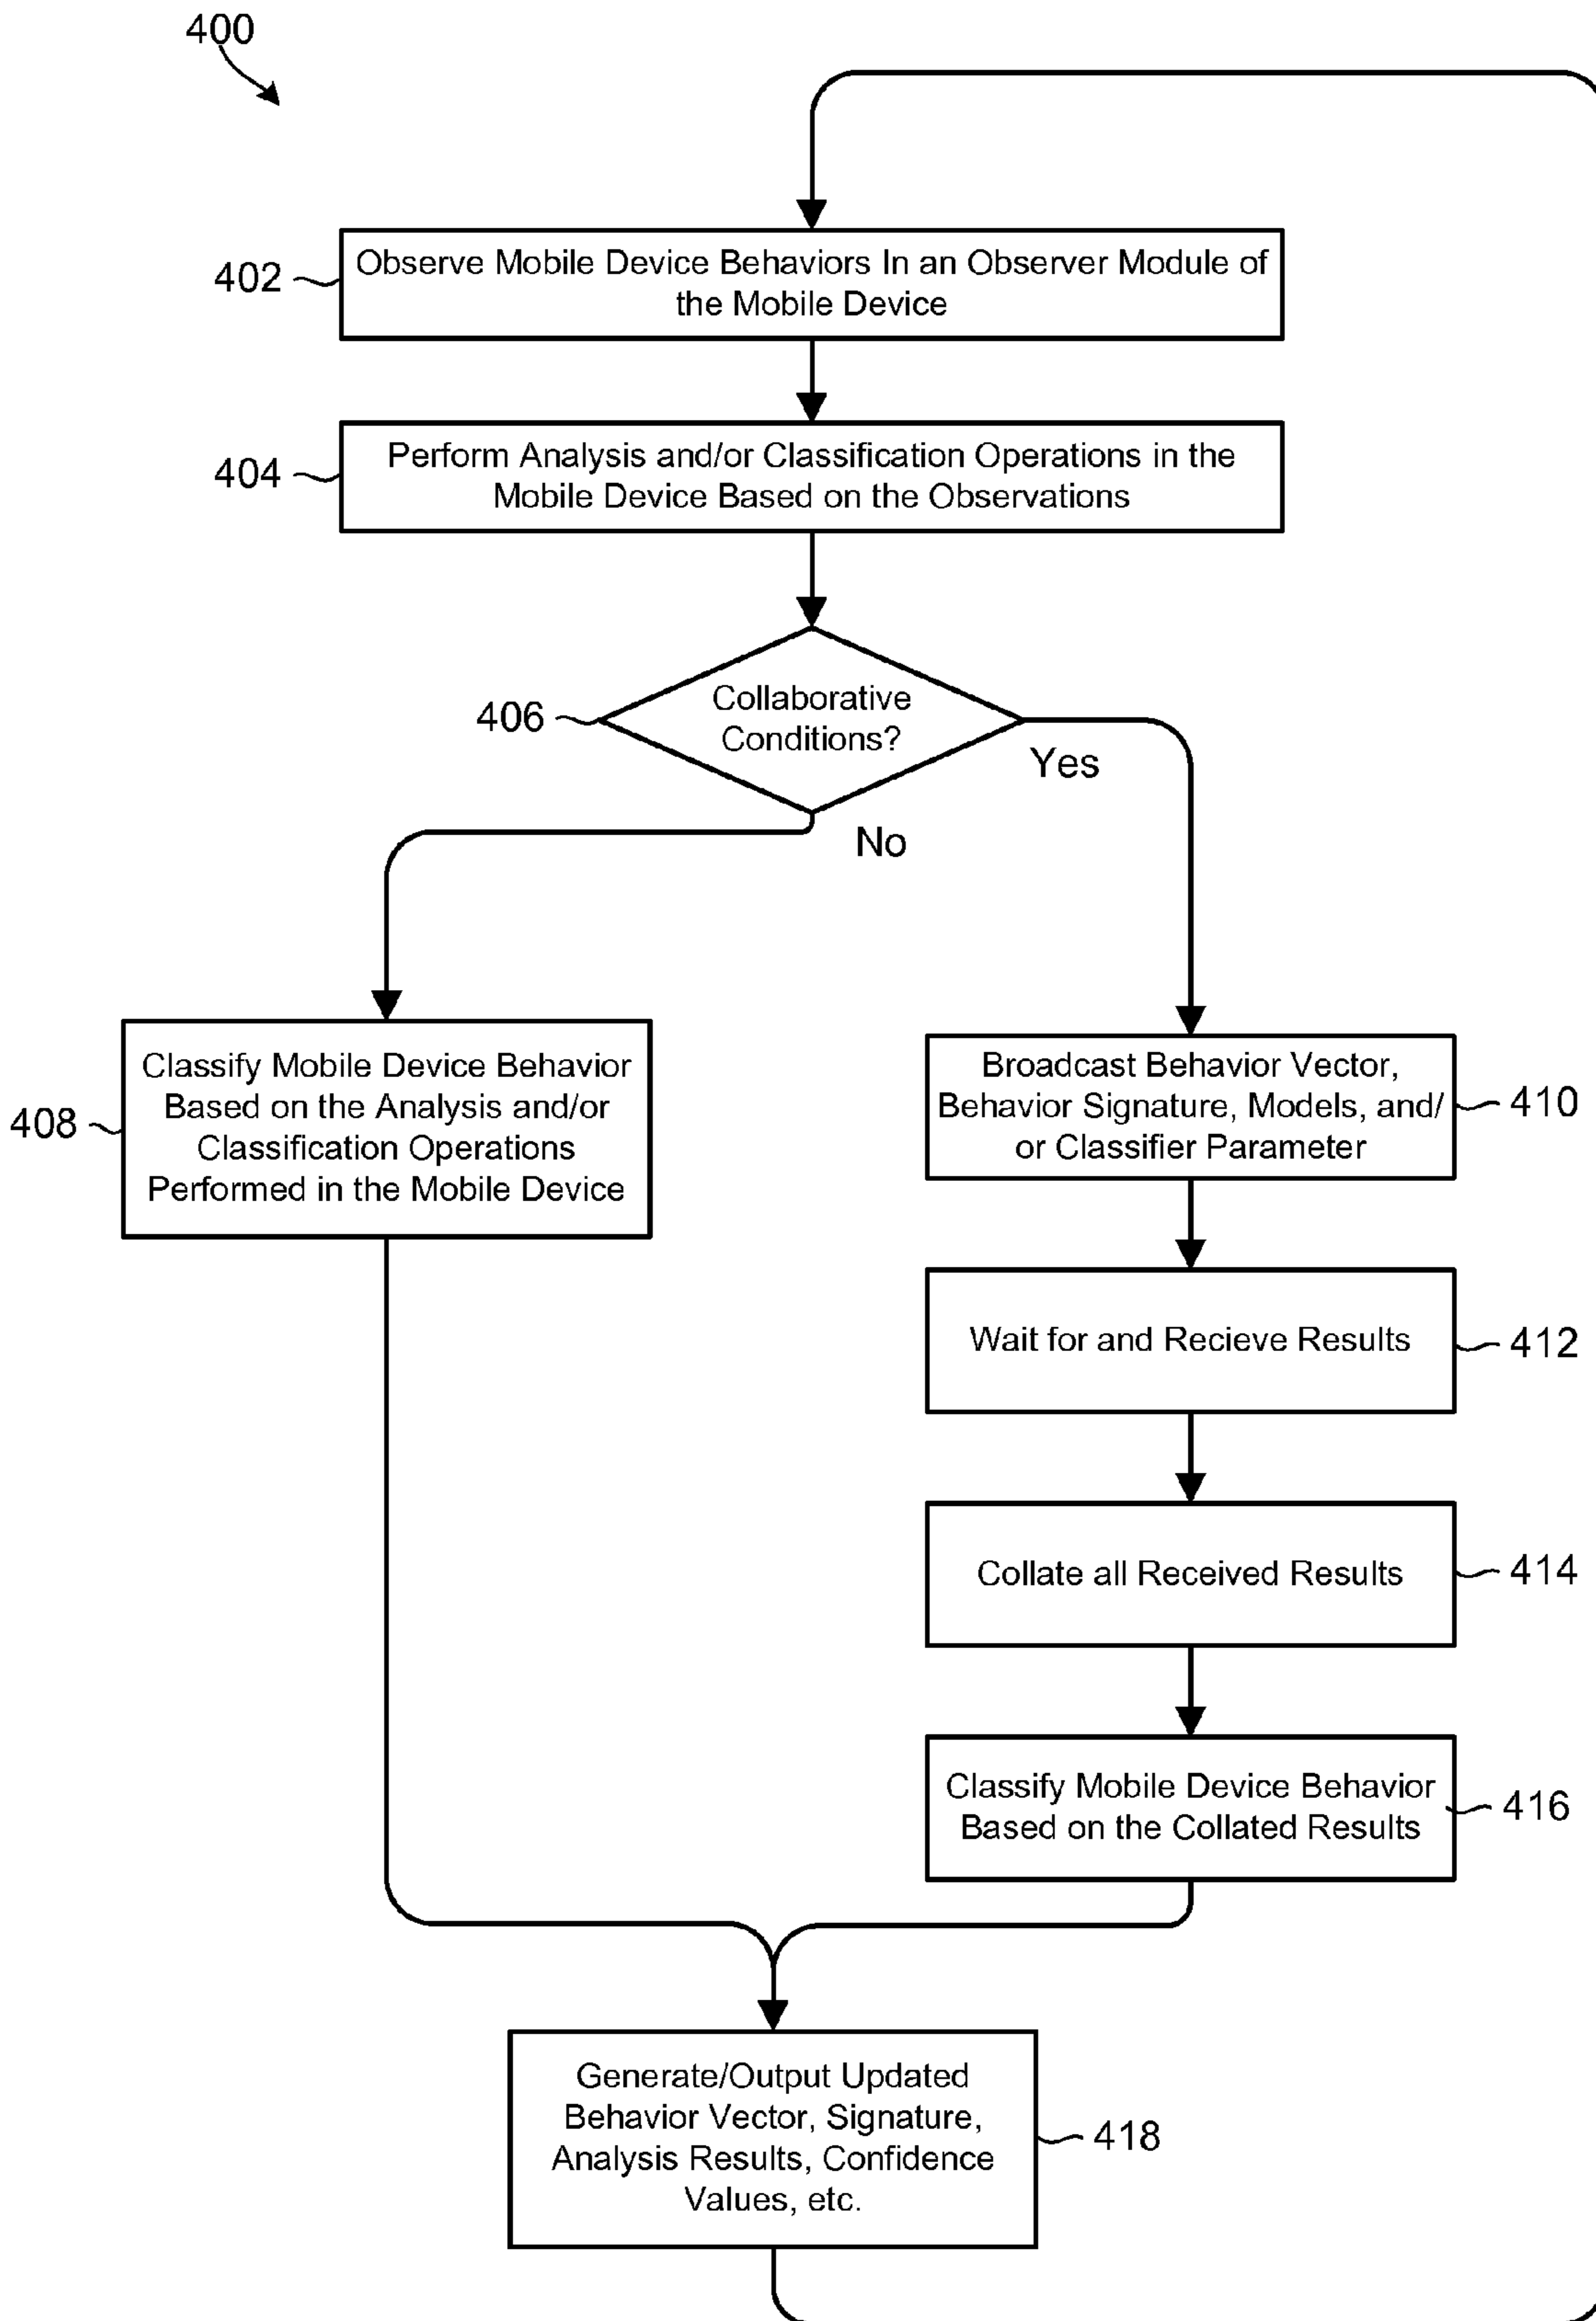 400
402
Observe Mobile Device Behaviors In an Observer Module of
the Mobile Device
404
Perform Analysis and/or Classification Operations in the
Mobile Device Based on the Observations
406
Collaborative
Conditions?
Yes
No
408
Classify Mobile Device Behavior
Based on the Analysis and/or
Classification Operations
Performed in the Mobile Device
Broadcast Behavior Vector,
Behavior Signature, Models, and/
or Classifier Parameter
410
Wait for and Recieve Results
412
Collate all Received Results
414
Classify Mobile Device Behavior
Based on the Collated Results
416
Generate/Output Updated
Behavior Vector, Signature,
Analysis Results, Confidence
Values, etc.
418